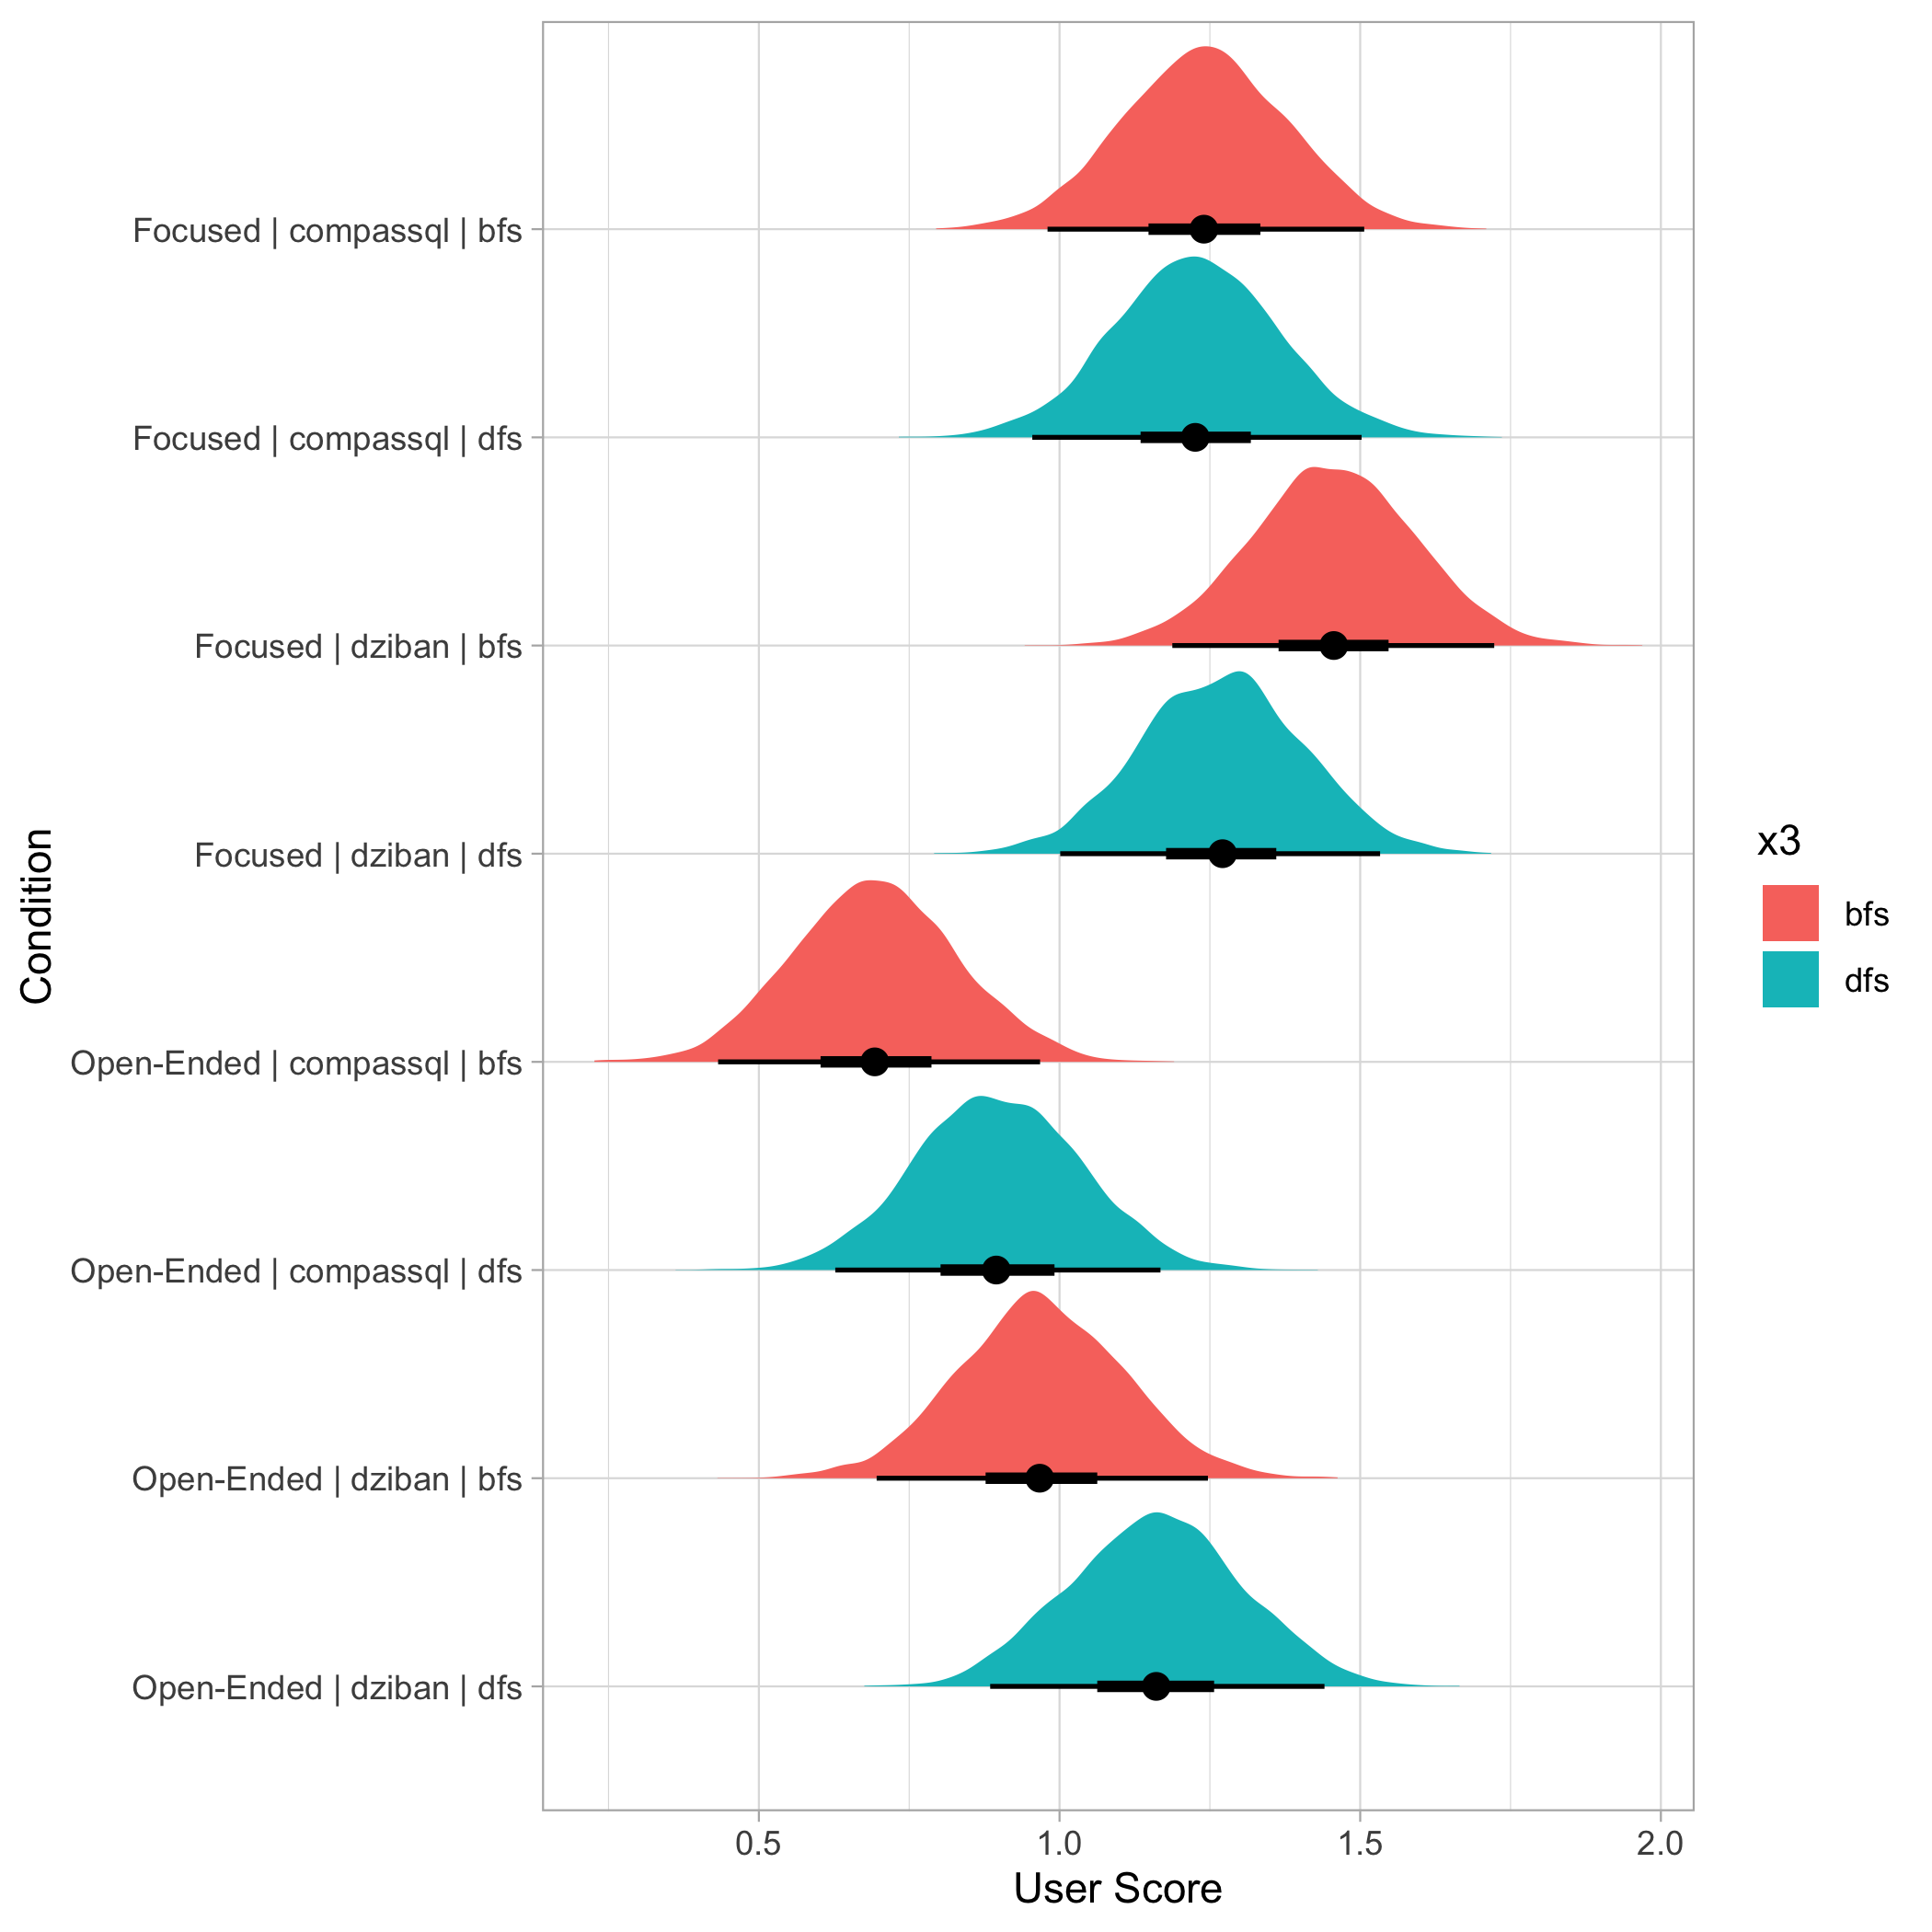 Focused | compassql | bfs
Focused | compassql | dfs
Focused | dziban | bfs
Focused | dziban | dfs
Open-Ended | compassql | bfs
Open-Ended | compassql | dfs
Open-Ended | dziban | bfs
Open-Ended | dziban | dfs
Condition
0.5 1.0 1.5 2.0
User Score
x3
bfs
dfs